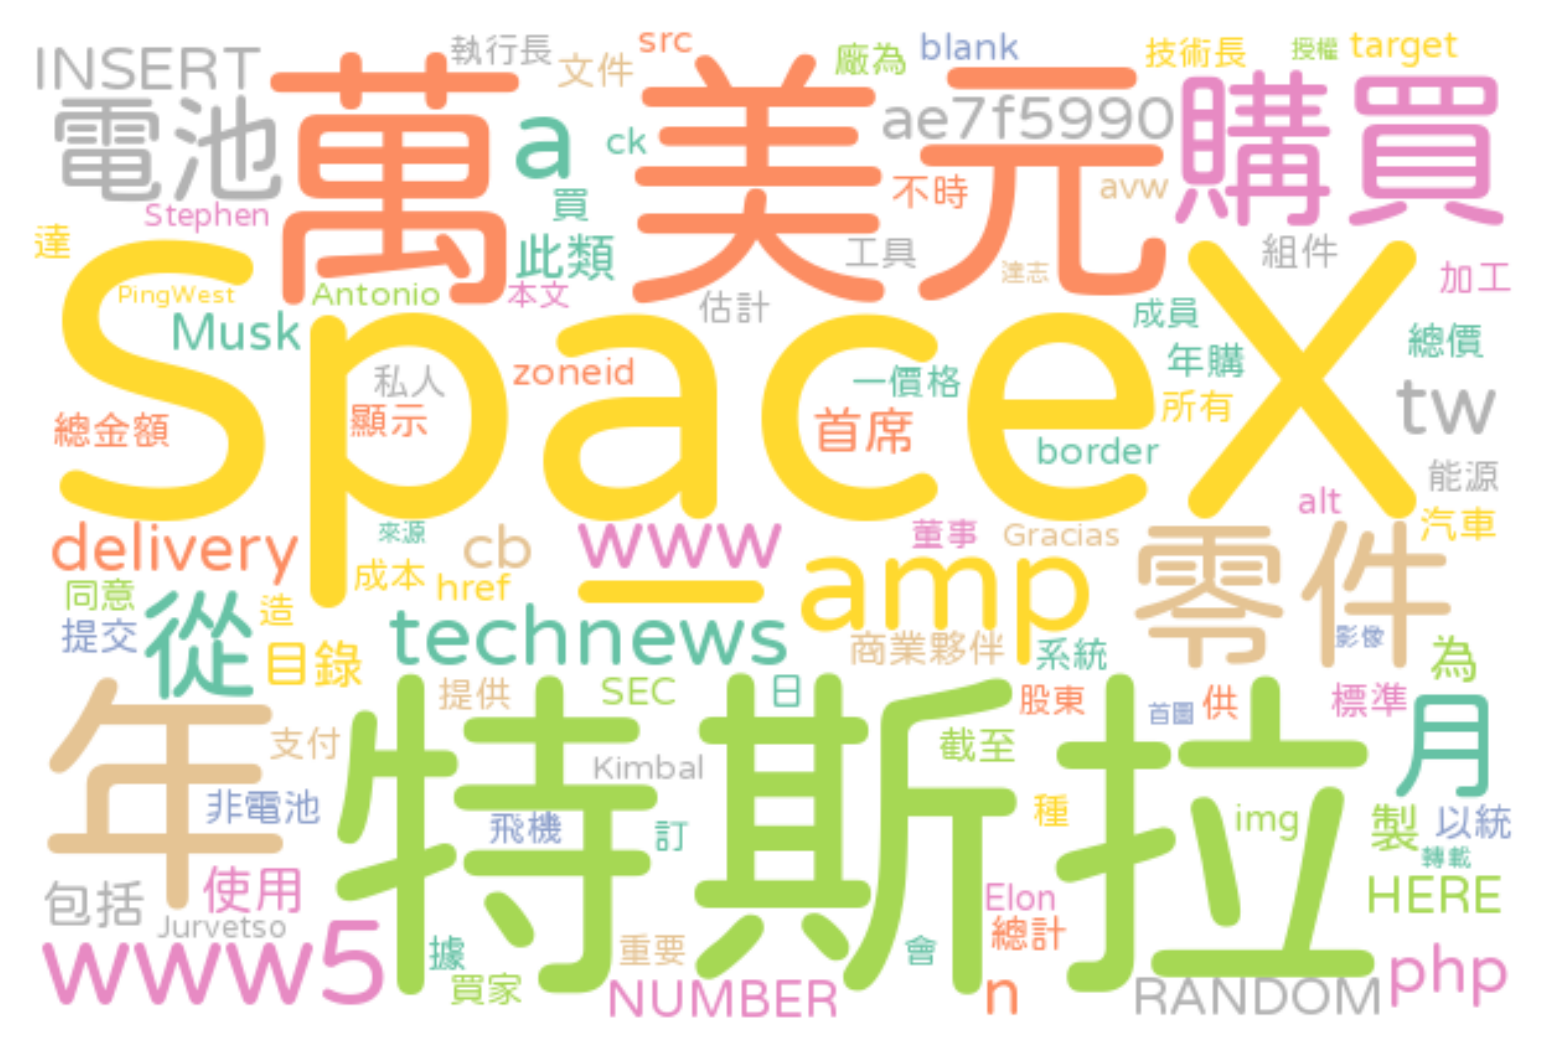 INSERT
執行長
文件
src
廠為
blank
技術長
授權
target
電池
萬美元
購買
a
ck
ae7f5990
不時
avw
Stephen
買
達
此類
工具
組件
達志
加工
PingWest
Antonio
本文
估計
SpaceX
Musk
成員
總價
年購
私人
zoneid
一價格
tw
總金額
顯示
首席
所有
border
能源
alt
汽車
delivery
來源
cb
www
董事
Gracias
零件
成本
href
一
amp
同意
從
造
提交
目錄
technews
商業夥伴
系統
影像
為
年
提供
SEC
日
股東
首圖
供
標準
月
支付
特斯拉
Kimbal
截至
非電池
飛機
訂
種
img
製
以統
轉載
包括
使用
Elon
HERE
Jurvetso
www5
據
重要
會
總計
買家
NUMBER
n
RANDOM
php